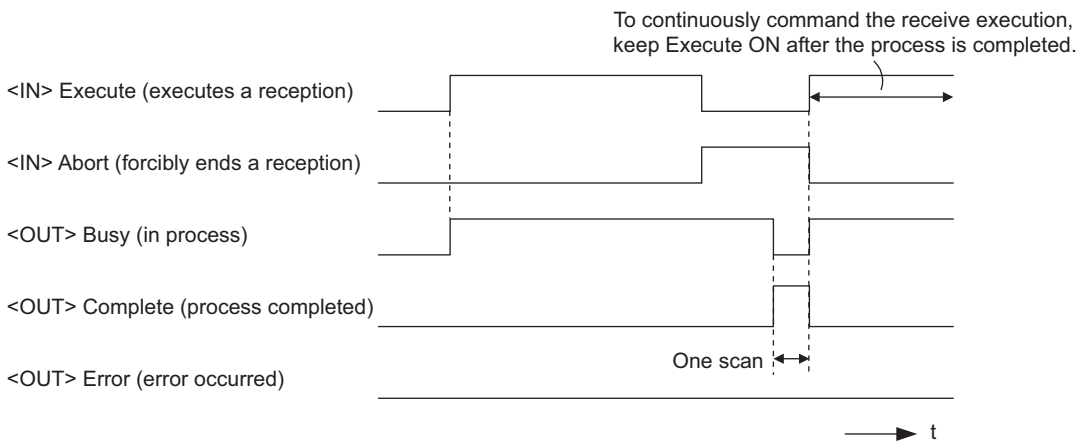 To continuously command the receive execution,
keep Execute ON after the process is completed.
<IN> Execute (executes a reception)
<IN> Abort (forcibly ends a reception)
<OUT> Busy (in process)
<OUT> Complete (process completed)
One scan
<OUT> Error (error occurred)
t